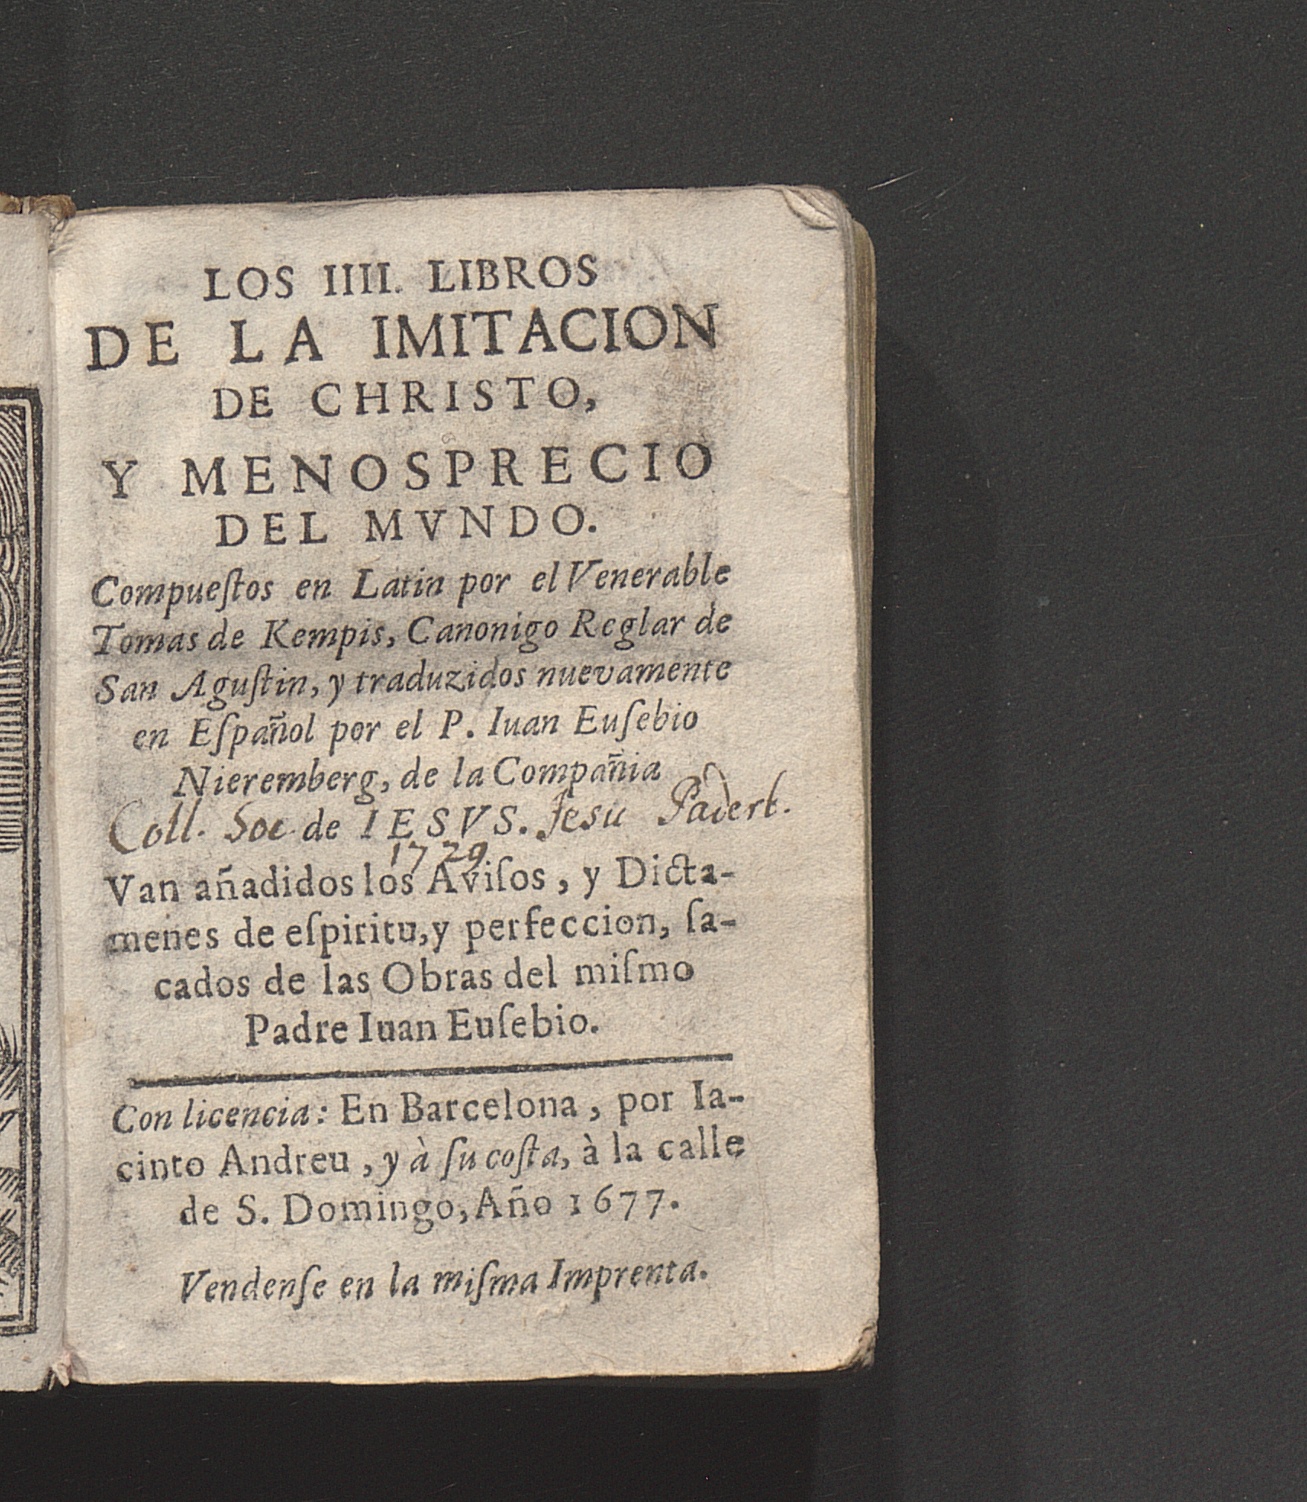 LOS IIII. LIBROS
DE LA IMITACION
DE CHRISTO,
Y MENOSPRECIO
DEL MVNDO.
Compueſtos en Latin por el Venerable
Tomas de Kempis, Canonigo Reglar de
San Aguſtin, y traduzidos nuevamente
en Eſpañol por el P. Iuan Euſebio
Nieremberg, de la Compañia
Coll. Soc. de IESVS. Jesu Paderb.
1729
Van añadidos los Aviſos, y Dicta-
menes de eſpiritu, y perfeccion, ſa-
cados de las Obras del miſmo
Padre Iuan Euſebio.
Con licencia: En Barcelona, por Ia-
cinto Andreu, y à ſu coſta, à la calle
de S. Domingo, Año 1677.
Vendenſe en la miſma Imprenta.